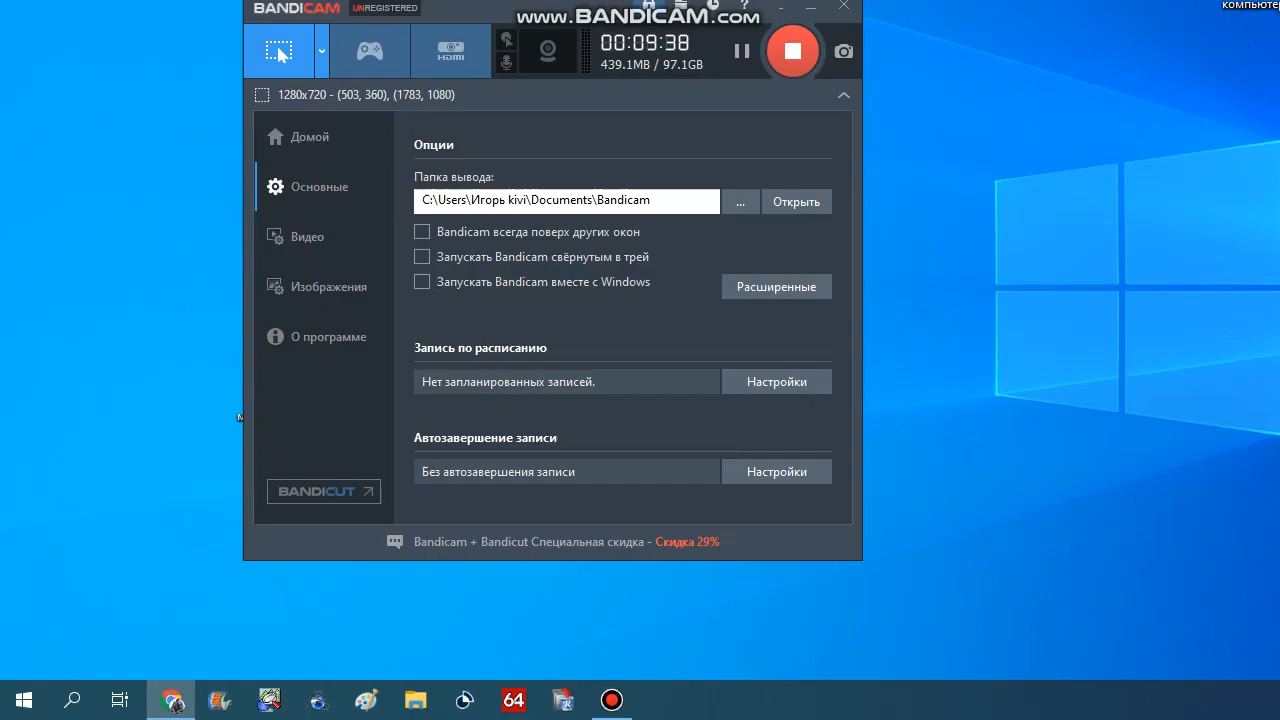 компьютер
BANDICAM UNREGISTERED
www.BANDICAM.com
HDMI
00:09:38
439.1MB / 97.1GB
1280x720 - (503, 360), (1783, 1080)
Домой
Основные
Видео
Изображения
О программе
BANDICUT
Опции
Папка вывода:
C:\Users\Игорь kivi\Documents\Bandicam
...
Открыть
Bandicam всегда поверх других окон
Запускать Bandicam свёрнутым в трей
Запускать Bandicam вместе с Windows
Расширенные
Запись по расписанию
Нет запланированных записей.
Настройки
Автозавершение записи
Без автозавершения записи
Настройки
Bandicam + Bandicut Специальная скидка - Скидка 29%
64